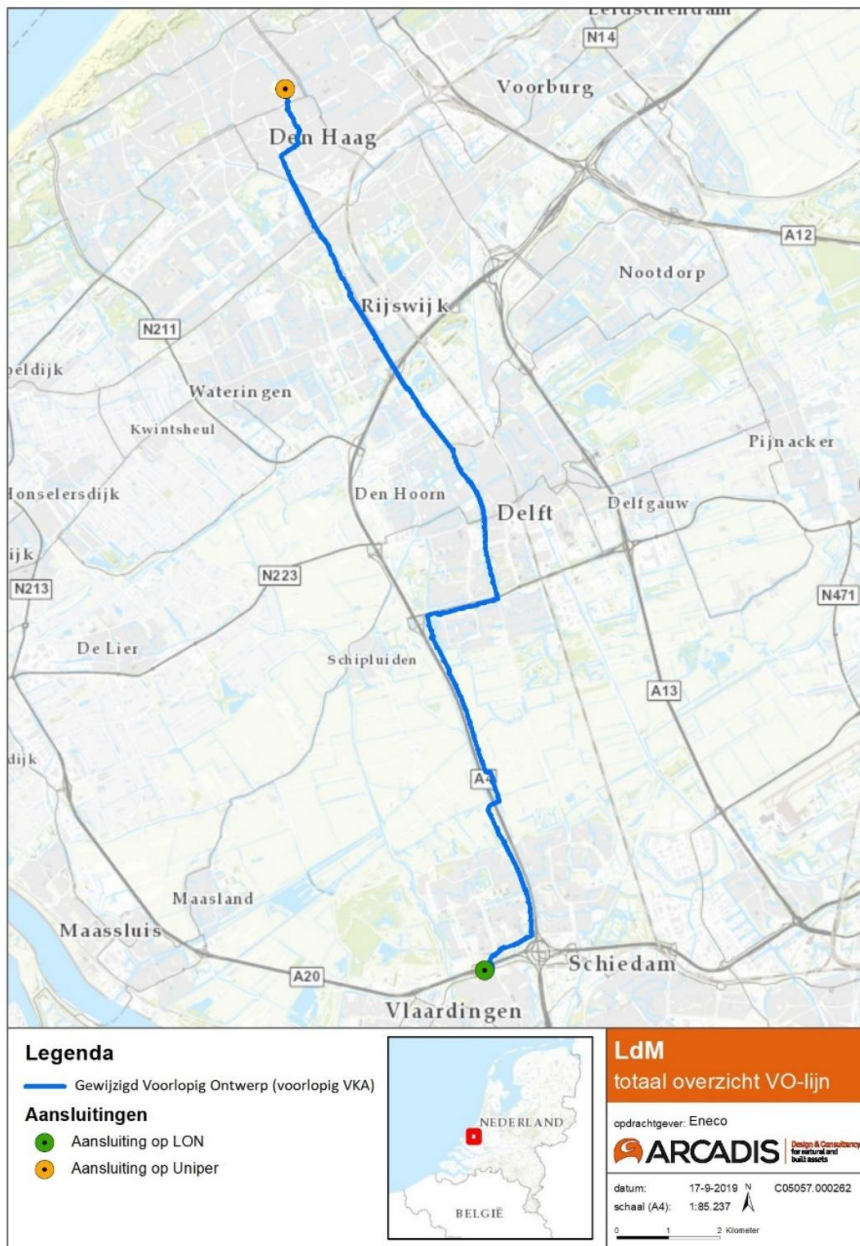 Leidschendam
N14
Voorburg
Den Haag
A12
Nootdorp
Rijswijk
N211
peldijk
Wateringen
Kwintsheul
Pijnacker
Honselersdijk
Den Hoorn
Delft
Delfgauw
ijk
N223
N213
N471
De Lier
Schipluiden
A13
dijk
A4
Maasland
Maassluis
Schiedam
A20
Vlaardingen
Legenda
Gewijzigd Voorlopig Ontwerp (voorlopig VKA)
Aansluitingen
Aansluiting op LON
Aansluiting op Uniper
NEDERLAND
BELGIË
LdM
totaal overzicht VO-lijn
opdrachtgever: Eneco
ARCADIS
Design & Consultancy
for natural and
built assets
datum: 17-9-2019 N C05057.000262
schaal (A4): 1:85.237
0 1 2 Kilometer